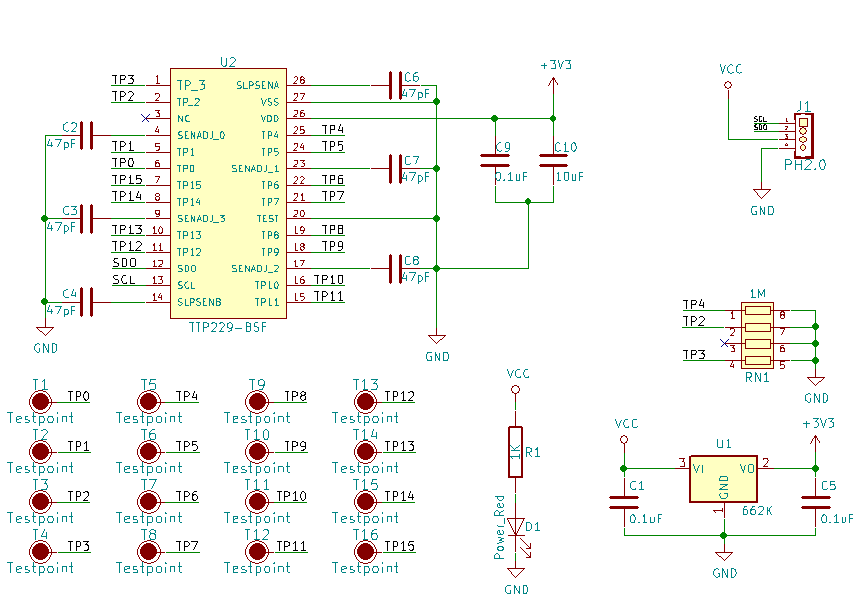 U2
TP3 1 TP_3 SLPSENA 28 C6 47pF
TP2 2 TP_2 VSS 27
3 NC VDD 26
C2 47pF 4 SENADJ_0 TP4 25 TP4
TP1 5 TP1 TP5 24 TP5
TP0 6 TP0 SENADJ_1 23 C7 47pF
TP15 7 TP15 TP6 22 TP6
TP14 8 TP14 TP7 21 TP7
C3 47pF 9 SENADJ_3 TEST 20
TP13 10 TP13 TP8 19 TP8
TP12 11 TP12 TP9 18 TP9
SDO 12 SDO SENADJ_2 17 C8 47pF
SCL 13 SCL TP10 16 TP10
C4 47pF 14 SLPSENB TP11 15 TP11
TTP229-BSF
GND
GND
+3V3
C9 0.1uF
C10 10uF
VCC
J1
SCL 1
SDO 2
3
4
PH2.0
GND
1M
TP4 1 8
TP2 2 7
3 6
TP3 4 5
RN1
GND
T1 TP0 T5 TP4 T9 TP8 T13 TP12
Testpoint Testpoint Testpoint Testpoint
T2 TP1 T6 TP5 T10 TP9 T14 TP13
Testpoint Testpoint Testpoint Testpoint
T3 TP2 T7 TP6 T11 TP10 T15 TP14
Testpoint Testpoint Testpoint Testpoint
T4 TP3 T8 TP7 T12 TP11 T16 TP15
Testpoint Testpoint Testpoint Testpoint
VCC
1K R1
Power_Red D1
GND
VCC
U1
+3V3
3 VI VO 2
GND
1
662K
C1 0.1uF
C5 0.1uF
GND